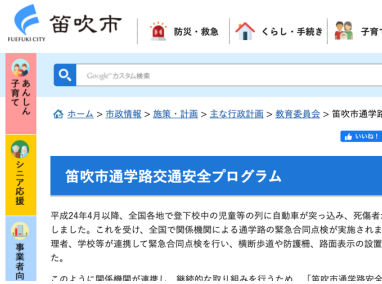 笛吹市
FUEFUKI CITY
防災・救急
くらし・手続き
子育
あんしん子育て
Google カスタム検索
ホーム > 市政情報 > 施策・計画 > 主な行政計画 > 教育委員会 > 笛吹市通学路
いいね!
シニア応援
笛吹市通学路交通安全プログラム
平成24年4月以降、全国各地で登下校中の児童等の列に自動車が突っ込み、死傷者
しました。これを受け、全国で関係機関による通学路の緊急合同点検が実施されま
理者、学校等が連携して緊急合同点検を行い、横断歩道や防護柵、路面表示の設置
た。
事業者向
このように関係機関が連携し、継続的な取り組みを行うため、「笛吹市通学路安全